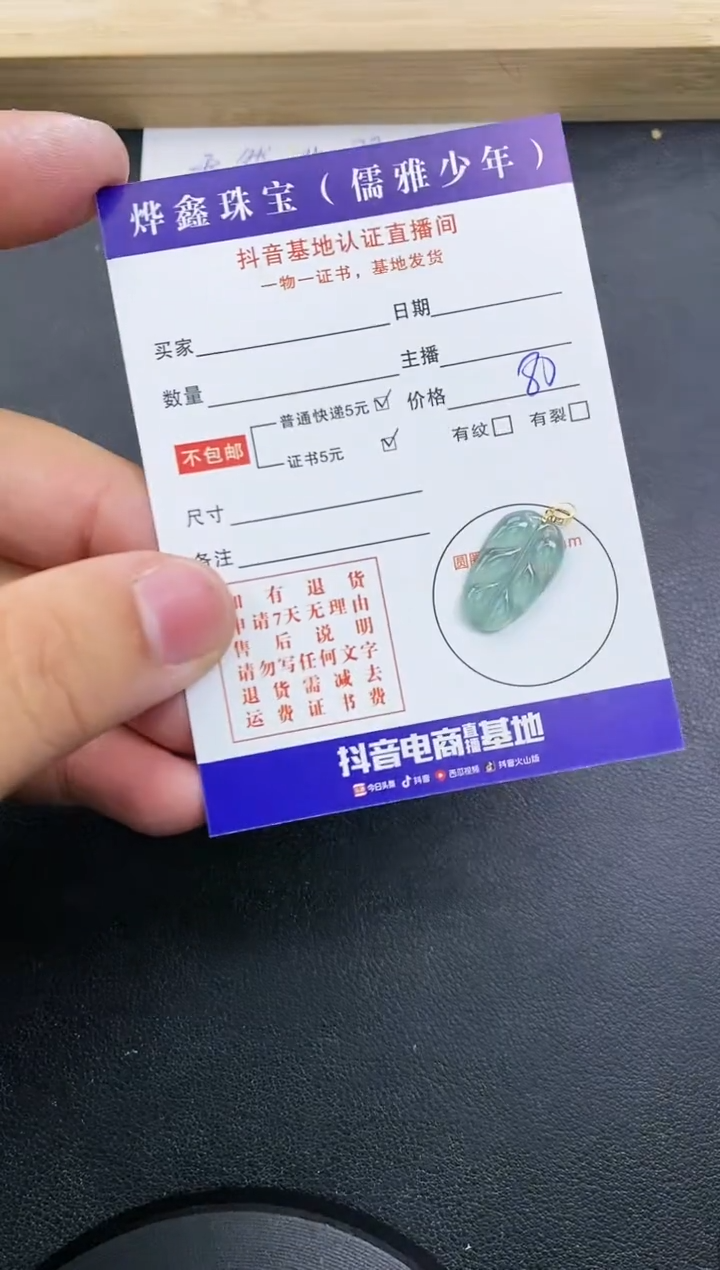 烨鑫珠宝（儒雅少年）
抖音基地认证直播间
一物一证书，基地发货
买家 日期
数量 主播
不包邮 普通快递5元 ☑ 价格 80
证书5元 ☑ 有纹□ 有裂□
尺寸
备注
圆
有退货
申请7天无理由
售后说明
请勿写任何文字
退货需减去
运费证书费
抖音电商直播基地
今日头条 抖音 西瓜视频 抖音火山版